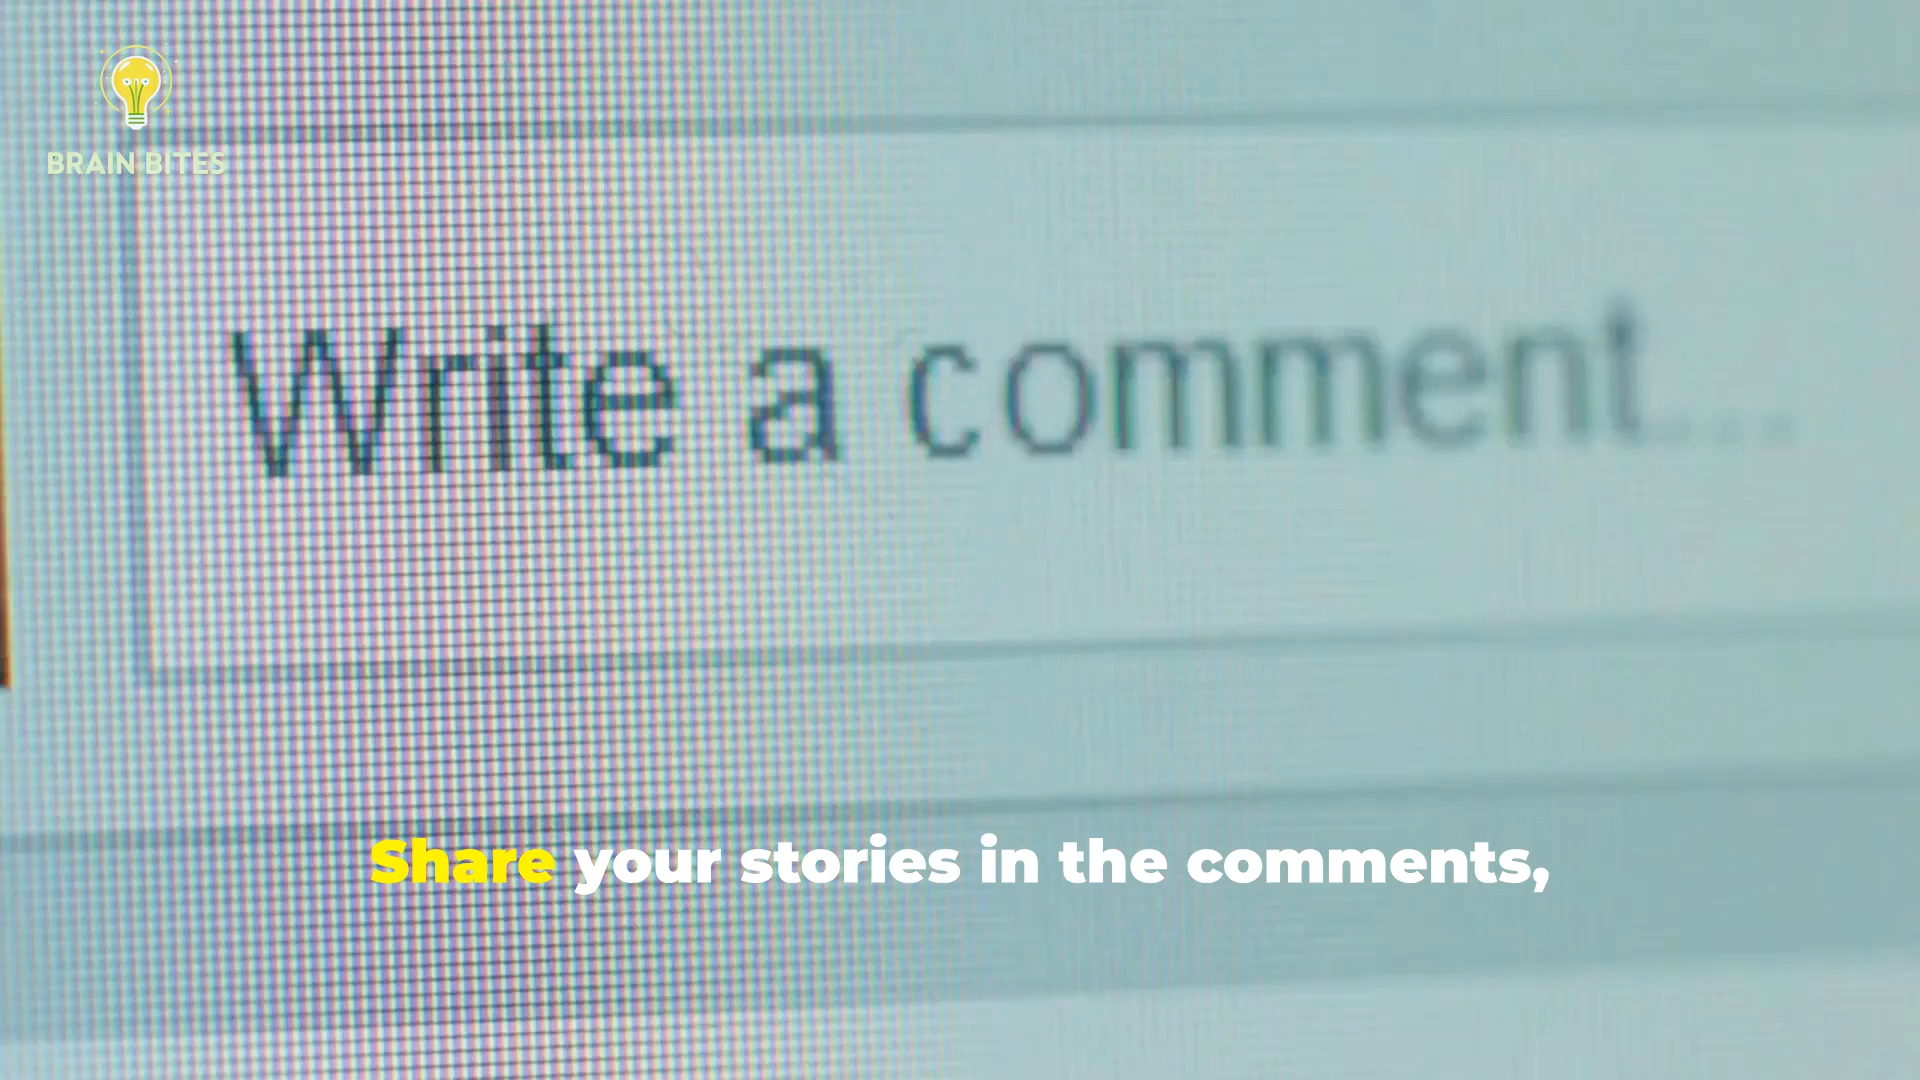 BRAIN BITES
Write a comment...
Share your stories in the comments,